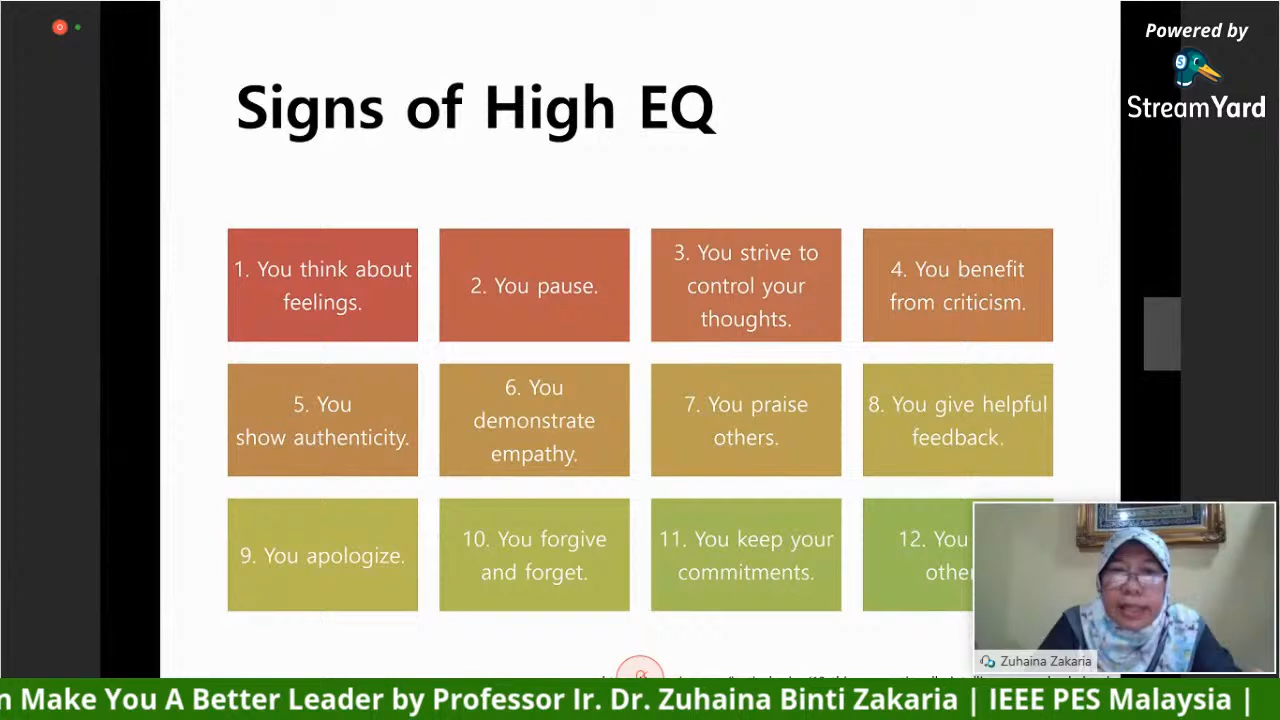 Powered by
StreamYard
Signs of High EQ
1. You think about
feelings.
2. You pause.
3. You strive to
control your
thoughts.
4. You benefit
from criticism.
5. You
show authenticity.
6. You
demonstrate
empathy.
7. You praise
others.
8. You give helpful
feedback.
9. You apologize.
10. You forgive
and forget.
11. You keep your
commitments.
12. You
Zuhaina Zakaria
Make You A Better Leader by Professor Ir. Dr. Zuhaina Binti Zakaria | IEEE PES Malaysia |